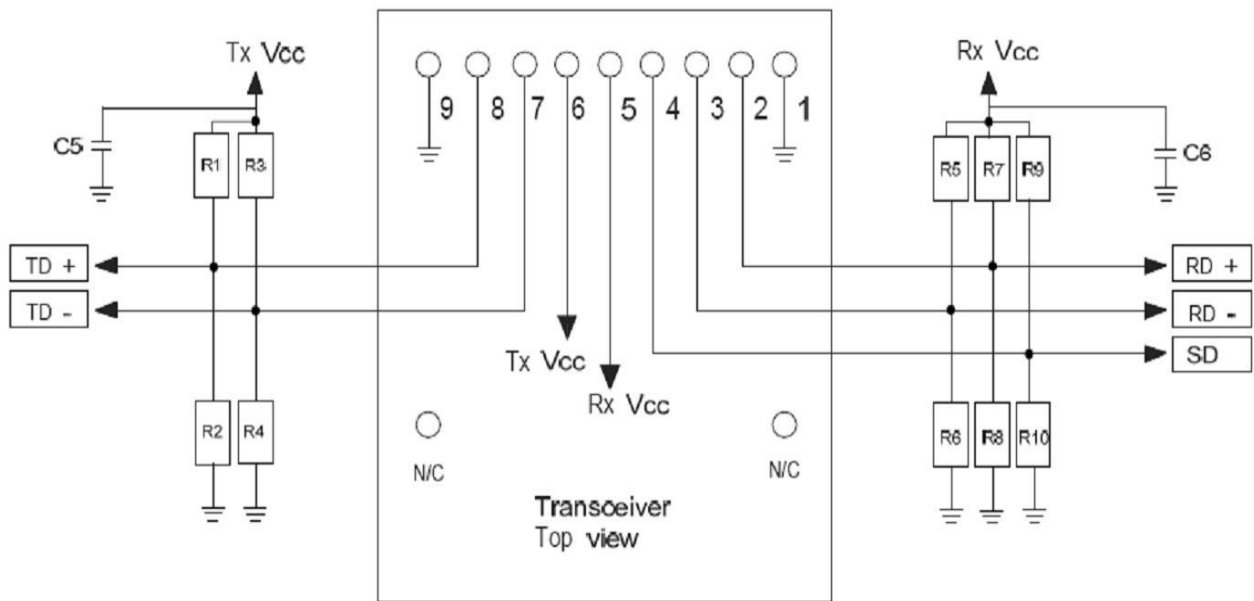 Tx Vcc
Rx Vcc
9 8 7 6 5 4 3 2 1
C5
R1 R3
R5 R7 R9
C6
TD +
RD +
TD -
RD -
SD
Tx Vcc
Rx Vcc
R2 R4
R6 R8 R10
N/C
N/C
Transceiver
Top view